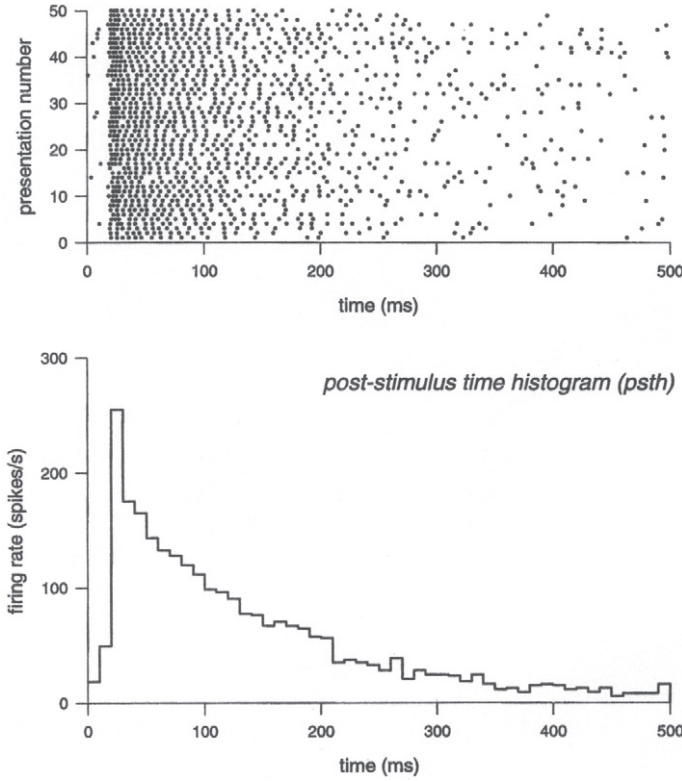 50
40
30
20
10
0
presentation number
0 100 200 300 400 500
time (ms)
300
200
100
0
firing rate (spikes/s)
post-stimulus time histogram (psth)
0 100 200 300 400 500
time (ms)